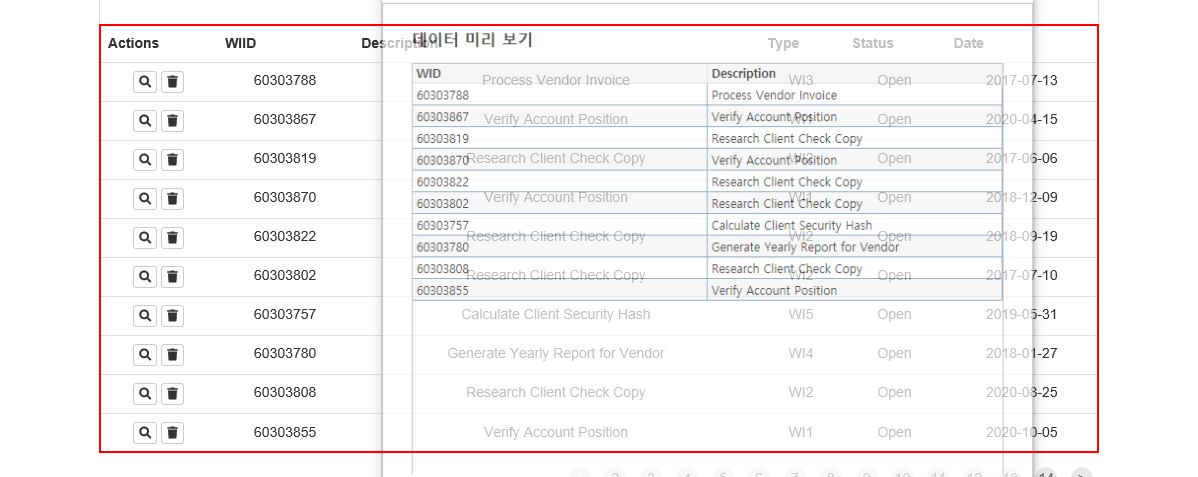 Actions WIID Description Type Status Date
60303788 Process Vendor Invoice WI3 Open 2017-07-13
60303867 Verify Account Position WI1 Open 2020-04-15
60303819 Research Client Check Copy WI2 Open 2017-06-06
60303870 Verify Account Position WI1 Open 2018-12-09
60303822 Research Client Check Copy WI2 Open 2018-09-19
60303802 Research Client Check Copy WI2 Open 2017-07-10
60303757 Calculate Client Security Hash WI5 Open 2019-05-31
60303780 Generate Yearly Report for Vendor WI4 Open 2018-01-27
60303808 Research Client Check Copy WI2 Open 2020-08-25
60303855 Verify Account Position WI1 Open 2020-10-05
데이터 미리 보기
WID Description
60303788 Process Vendor Invoice
60303867 Verify Account Position
60303819 Research Client Check Copy
60303870 Verify Account Position
60303822 Research Client Check Copy
60303802 Research Client Check Copy
60303757 Calculate Client Security Hash
60303780 Generate Yearly Report for Vendor
60303808 Research Client Check Copy
60303855 Verify Account Position
2 3 4 5 6 7 8 9 10 11 12 13 14 >